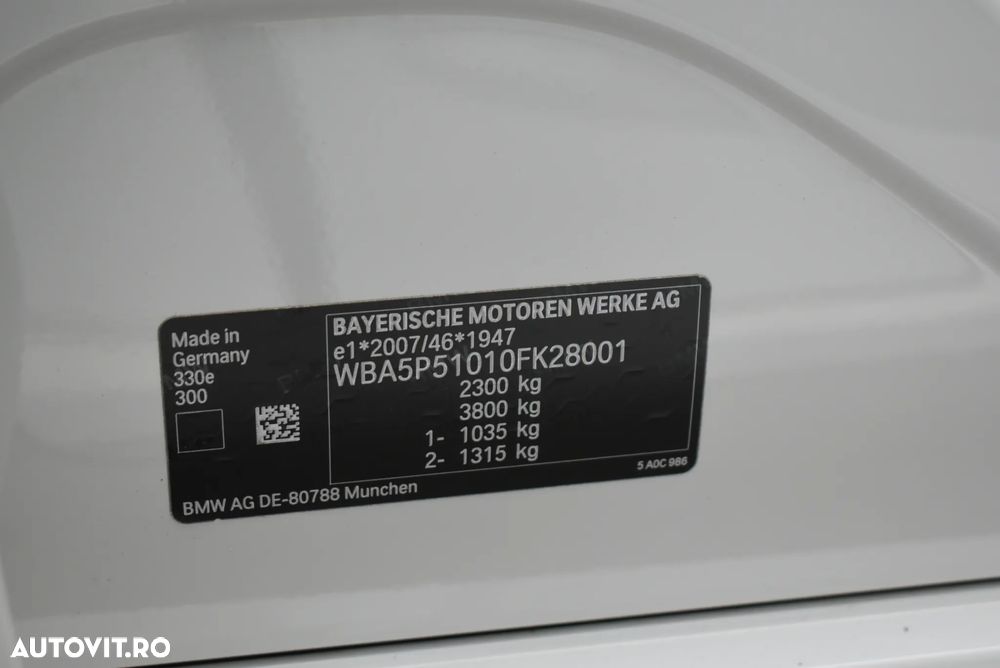 Made in
Germany
330e
300
BAYERISCHE MOTOREN WERKE AG
e1*2007/46*1947
WBA5P51010FK28001
2300 kg
3800 kg
1- 1035 kg
2- 1315 kg
5 A0C 986
BMW AG DE-80788 Munchen
AUTOVIT.RO